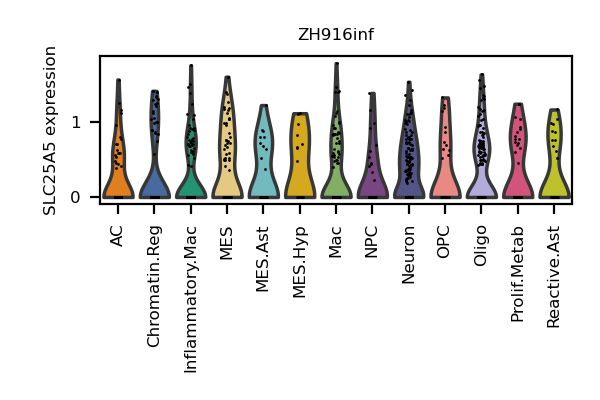 ZH916inf
SLC25A5 expression
1
0
AC
Chromatin.Reg
Inflammatory.Mac
MES
MES.Ast
MES.Hyp
Mac
NPC
Neuron
OPC
Oligo
Prolif.Metab
Reactive.Ast